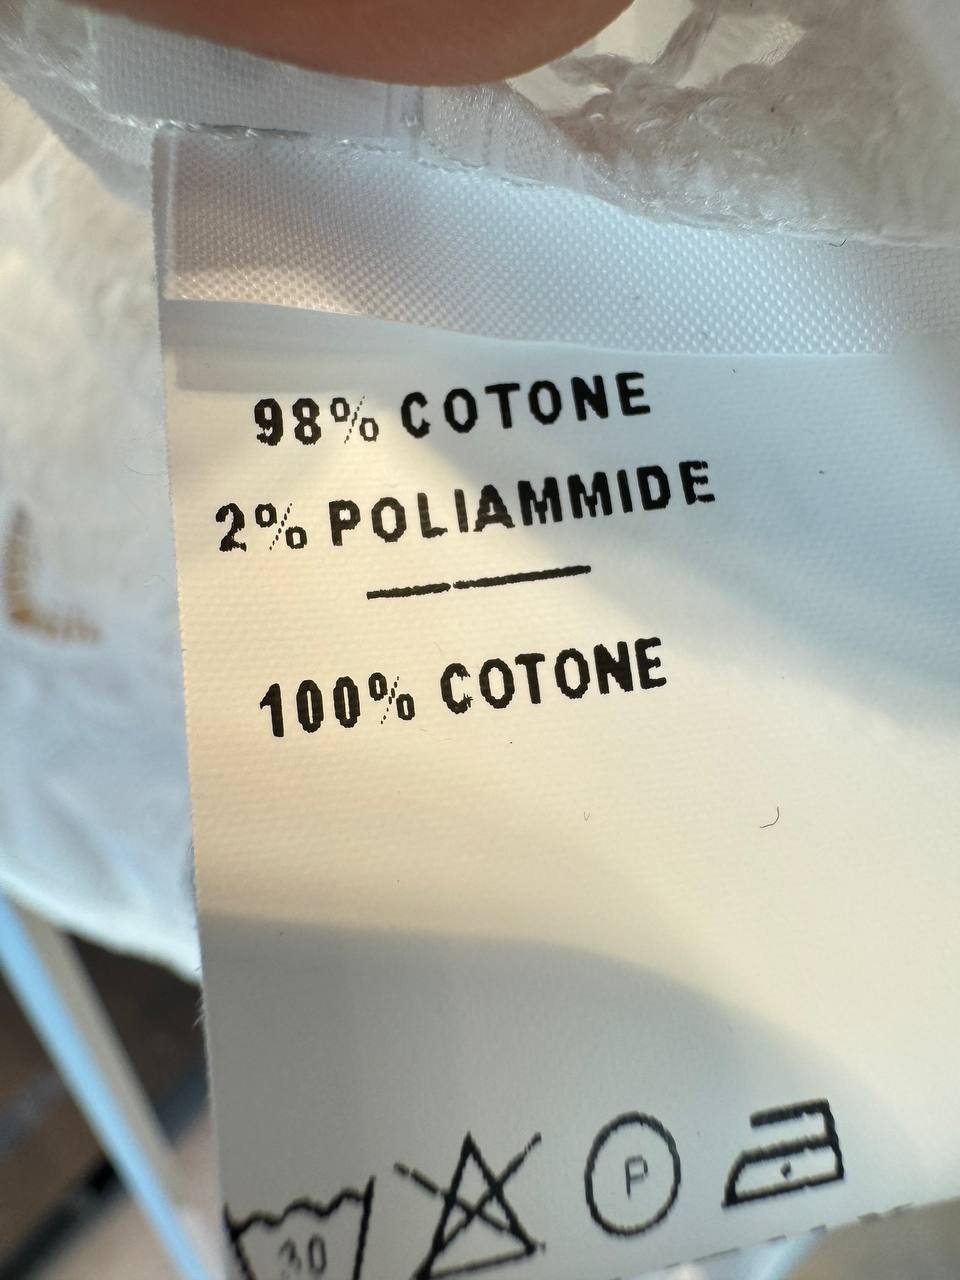 98% COTONE
2% POLIAMMIDE
100% COTONE
30
P